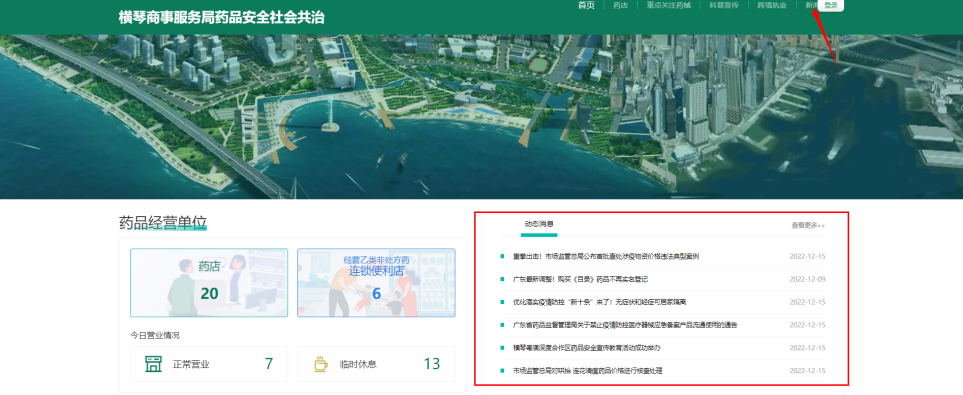 横琴商事服务局药品安全社会共治
首页 药店 重点关注药械 科普宣传 跨境执业 新闻 登录
药品经营单位
药店
20
经营乙类非处方药
连锁便利店
6
今日营业情况
正常营业 7
临时休息 13
动态消息 查看更多>>
重拳出击！市场监管总局公布首批查处涉疫物资价格违法典型案例 2022-12-15
广东最新调整！购买《目录》药品不再实名登记 2022-12-09
优化落实疫情防控“新十条”来了！无症状和轻症可居家隔离 2022-12-15
广东省药品监督管理局关于禁止疫情防控医疗器械应急备案产品流通使用的通告 2022-12-15
横琴粤澳深度合作区药品安全宣传教育活动成功举办 2022-12-15
市场监管总局对哄抬 连花清瘟药品价格进行核查处理 2022-12-15